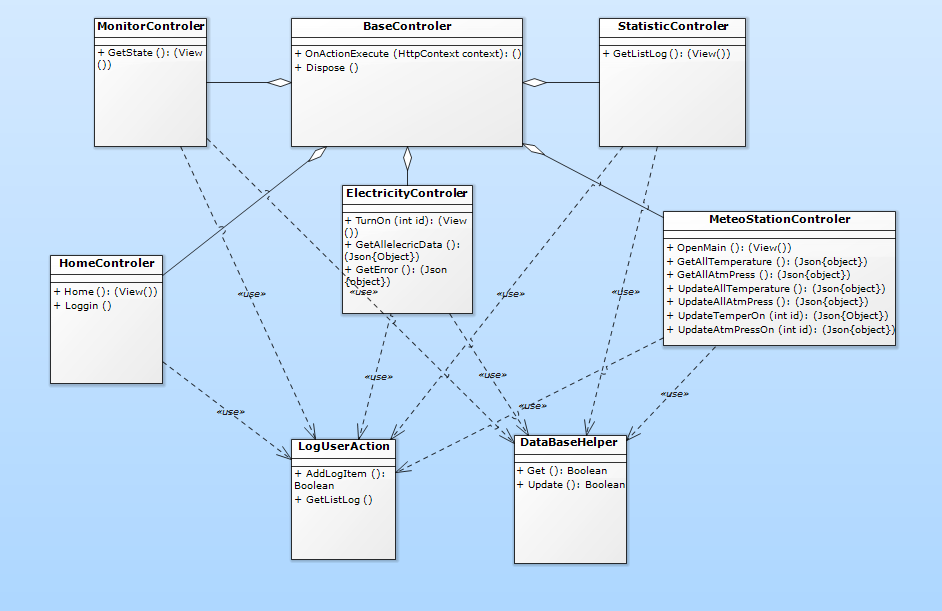 MonitorControler
+ GetState (): (View
())
BaseControler
+ OnActionExecute (HttpContext context): ()
+ Dispose ()
StatisticControler
+ GetListLog (): (View())
ElectricityControler
+ TurnOn (int id): (View
())
+ GetAllelecricData ():
(Json{Object})
+ GetError (): (Json
{object})
MeteoStationControler
+ OpenMain (): (View())
+ GetAllTemperature (): (Json{object})
+ GetAllAtmPress (): (Json{object})
+ UpdateAllTemperature (): (Json{object})
+ UpdateAllAtmPress (): (Json{object})
+ UpdateTemperOn (int id): (Json{Object})
+ UpdateAtmPressOn (int id): (Json{object})
HomeControler
+ Home (): (View())
+ Loggin ()
«use»
«use»
«use»
«use»
«use»
«use»
«use»
«use»
«use»
LogUserAction
+ AddLogItem ():
Boolean
+ GetListLog ()
DataBaseHelper
+ Get (): Boolean
+ Update (): Boolean